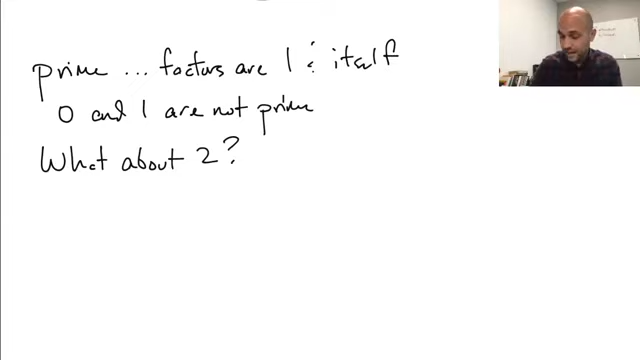 prime ... factors are 1 & itself
0 and 1 are not prime
What about 2?